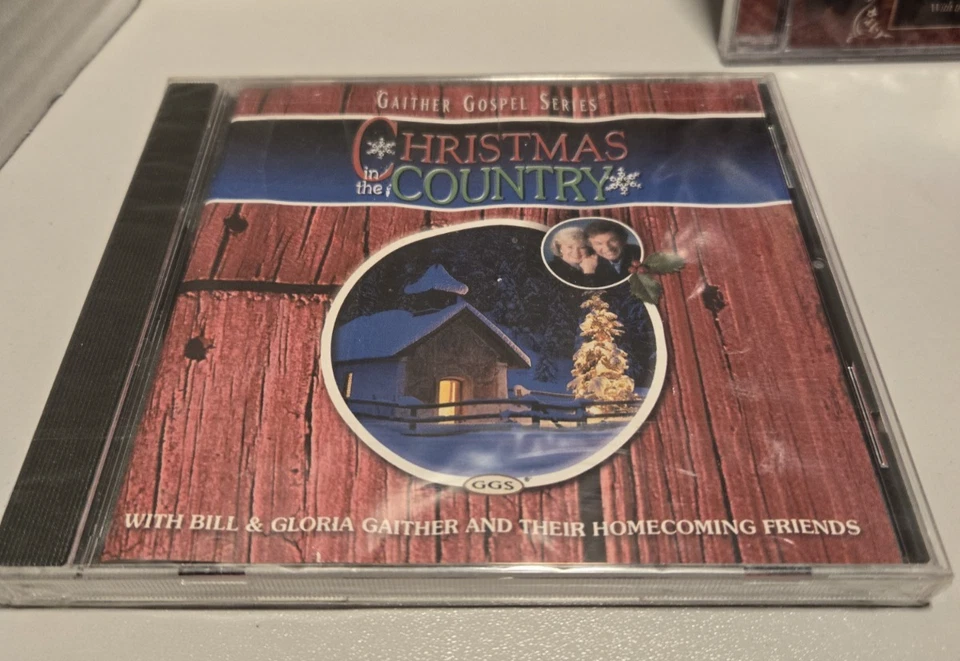 GAITHER GOSPEL SERIES
CHRISTMAS
in the COUNTRY
GGS
WITH BILL & GLORIA GAITHER AND THEIR HOMECOMING FRIENDS